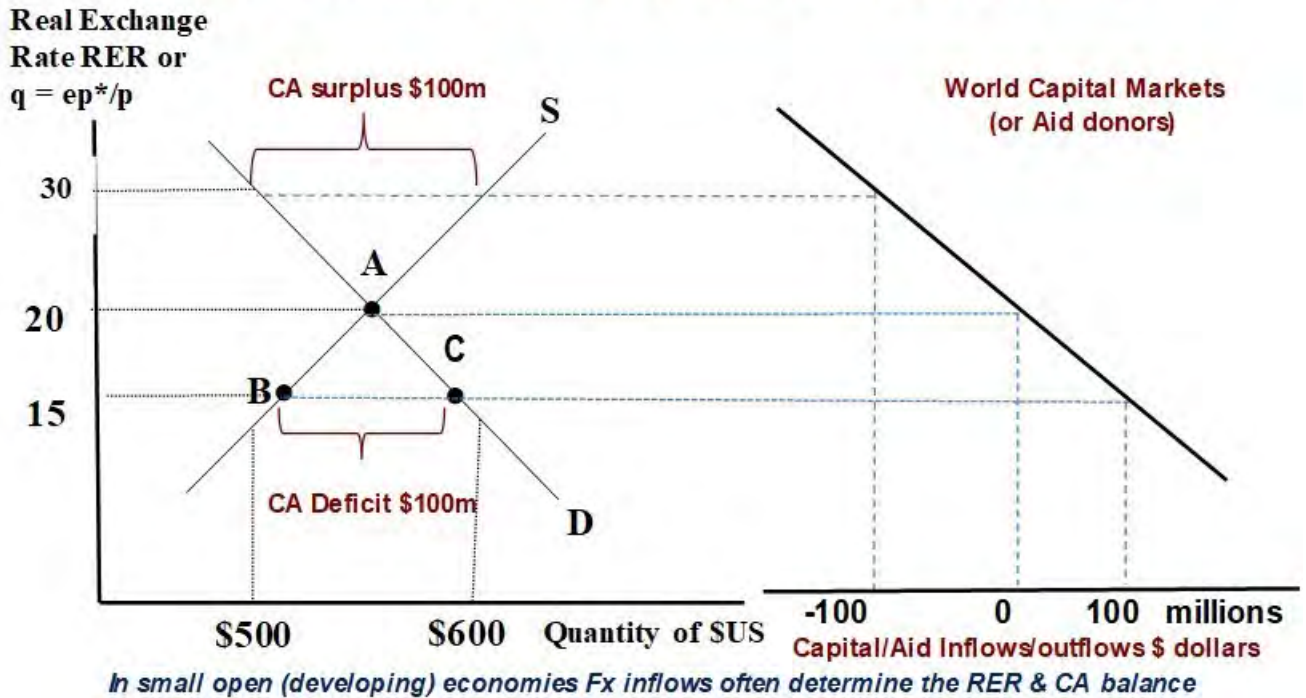 Real Exchange
Rate RER or
q = ep*/p
CA surplus $100m
S
World Capital Markets
(or Aid donors)
30
A
20
C
B
15
CA Deficit $100m
D
$500
$600
Quantity of $US
-100
0
100
millions
Capital/Aid Inflows/outflows $ dollars
In small open (developing) economies Fx inflows often determine the RER & CA balance